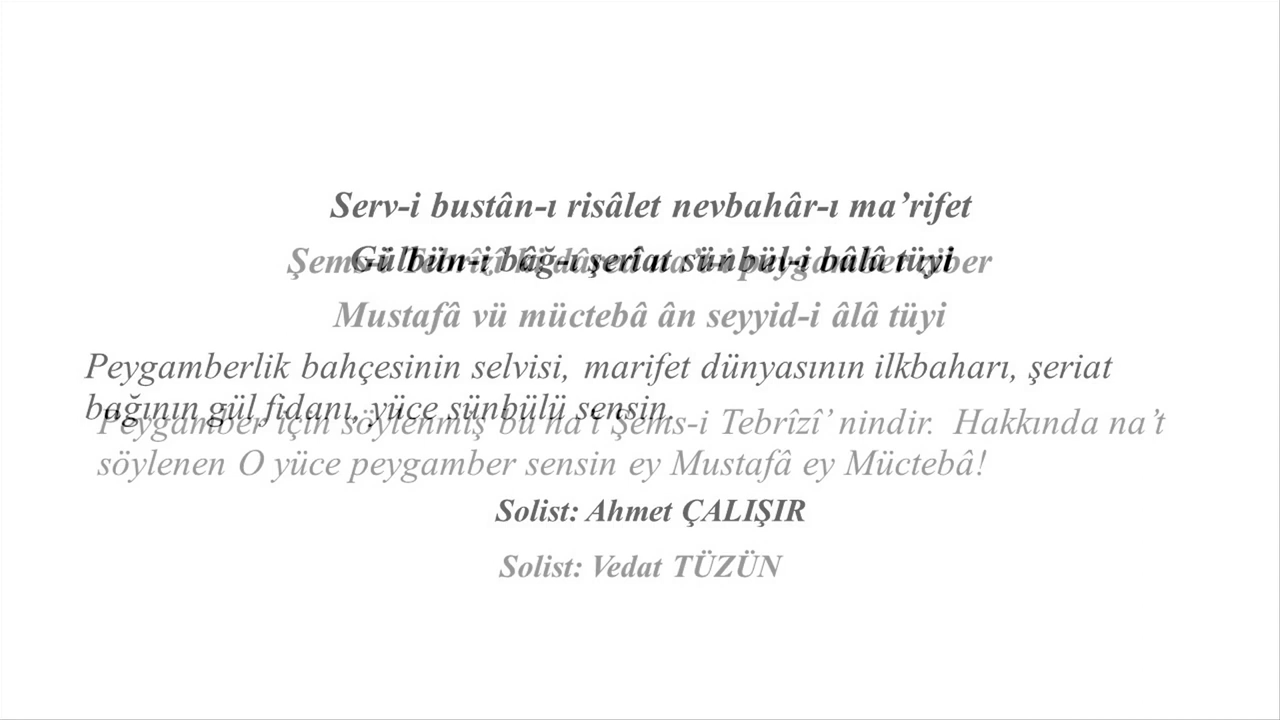 Serv-i bustân-ı risâlet nevbahâr-ı ma’rifet
Gülbün-i bâğ-ı şerîat sünbül-i bâlâ tüyi
Mustafâ vü müctebâ ân seyyid-i âlâ tüyi
Peygamberlik bahçesinin selvisi, marifet dünyasının ilkbaharı, şeriat
bağının gül fidanı, yüce sünbülü sensin.
Peygamber için söylenmiş bu na’t Şems-i Tebrîzî’ nindir. Hakkında na’t
söylenen O yüce peygamber sensin ey Mustafâ ey Müctebâ!
Solist: Ahmet ÇALIŞIR
Solist: Vedat TÜZÜN